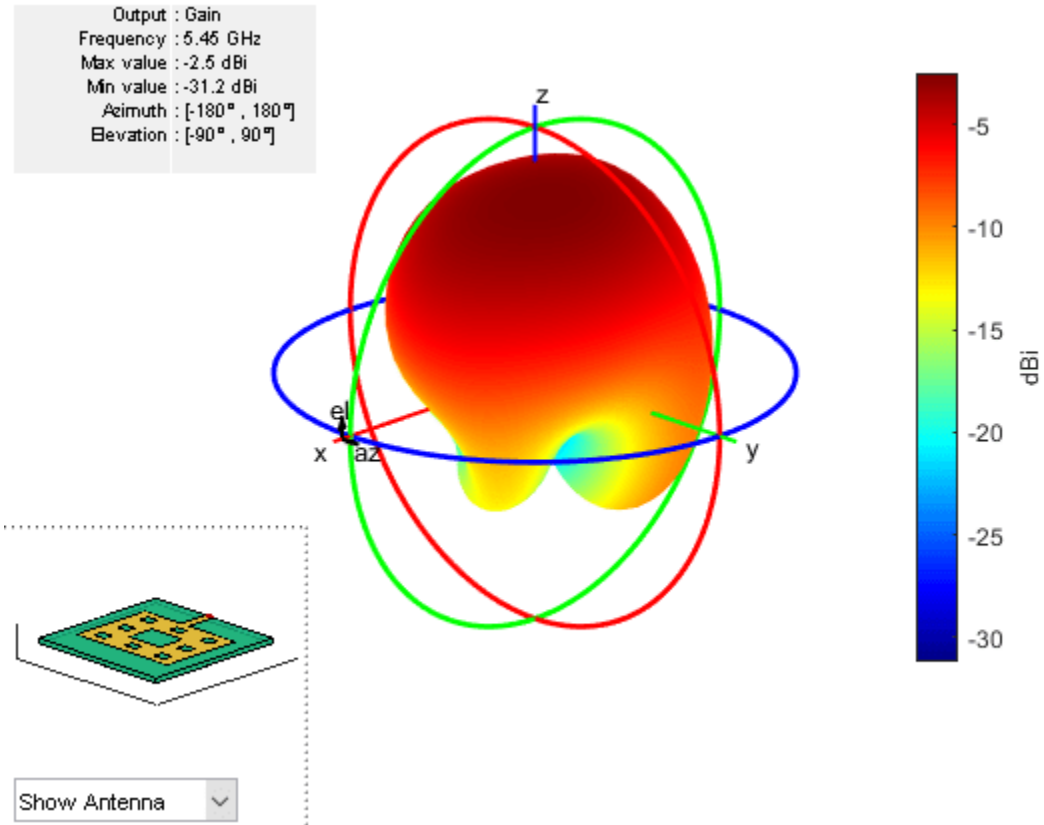 Output : Gain
Frequency : 5.45 GHz
Max value : -2.5 dBi
Min value : -31.2 dBi
Azimuth : [-180° , 180°]
Elevation : [-90° , 90°]
z
el
x
az
y
-5
-10
-15
-20
-25
-30
dBi
Show Antenna